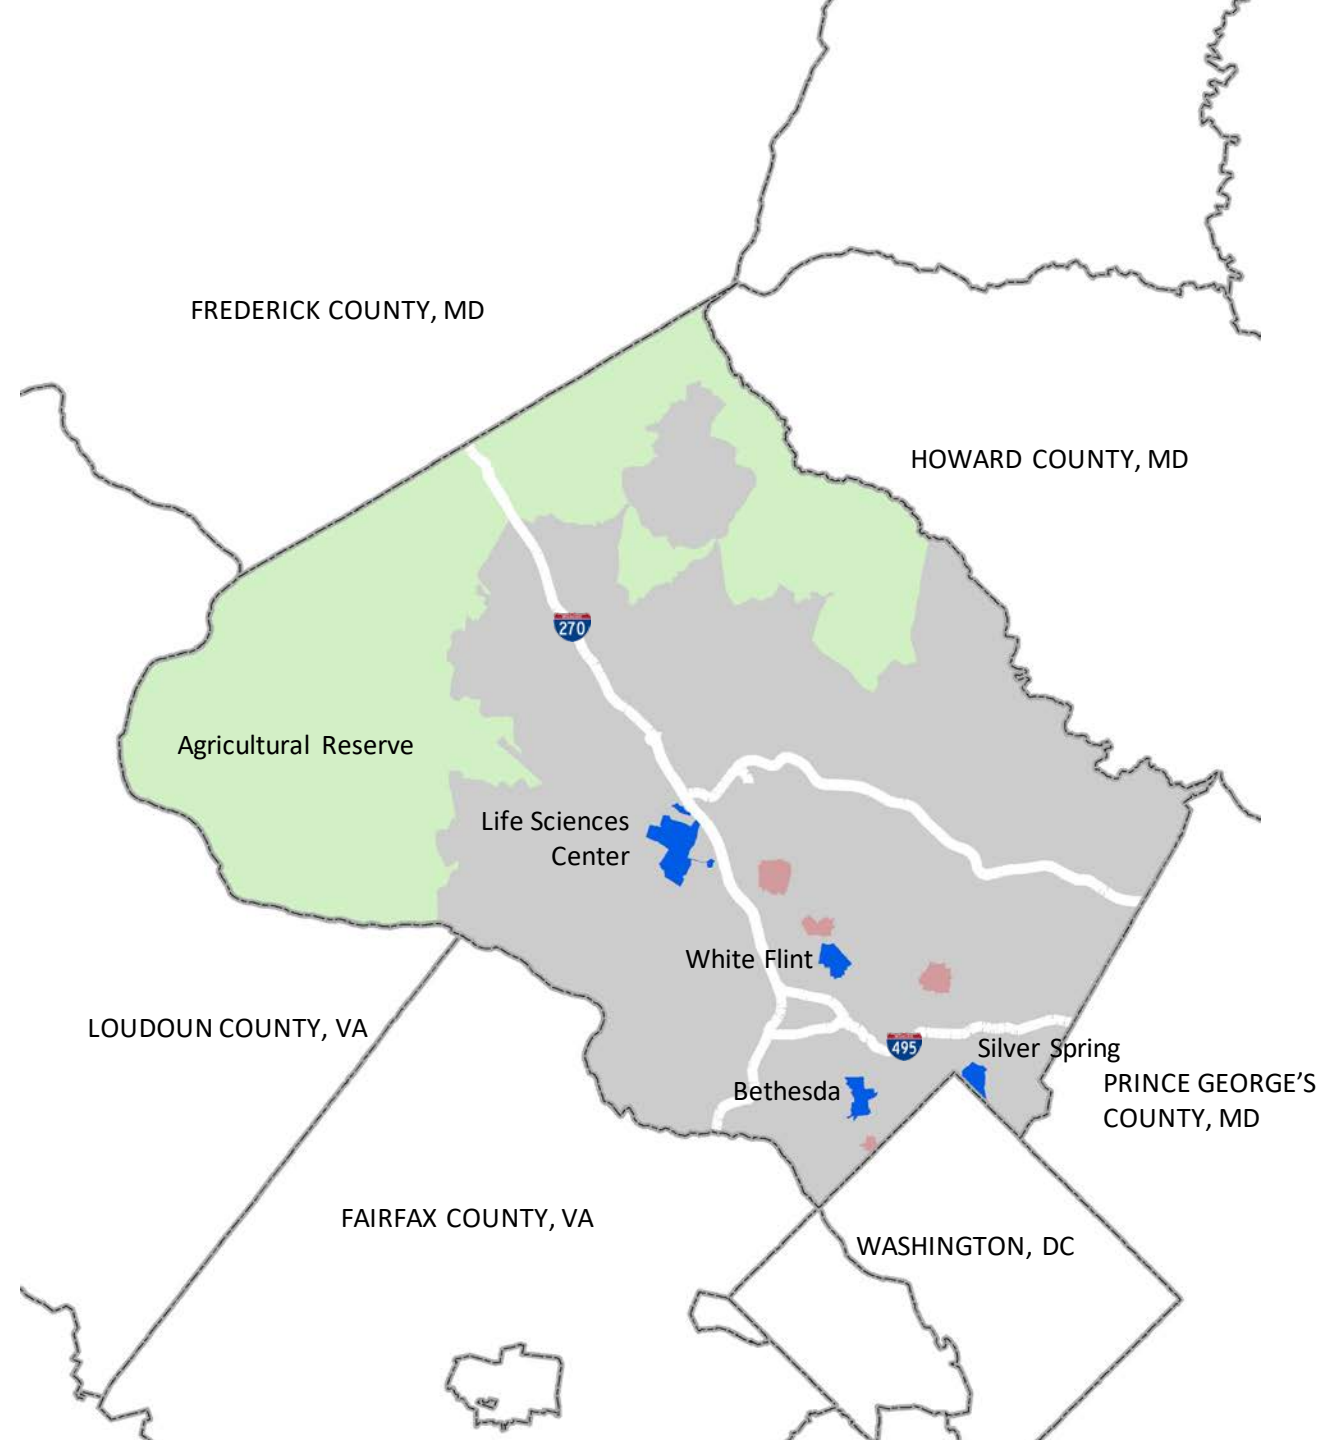 FREDERICK COUNTY, MD
HOWARD COUNTY, MD
270
Agricultural Reserve
Life Sciences
Center
White Flint
LOUDOUN COUNTY, VA
495
Silver Spring
Bethesda
PRINCE GEORGE’S
COUNTY, MD
FAIRFAX COUNTY, VA
WASHINGTON, DC